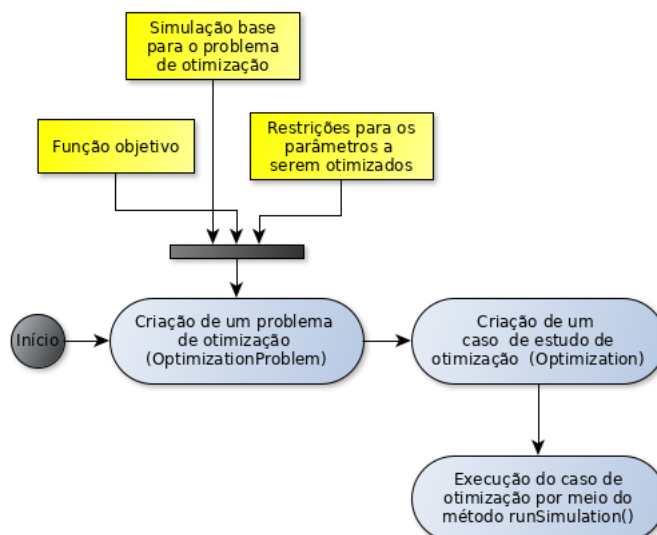 Simulação base
para o problema
de otimização
Função objetivo
Restrições para os
parâmetros a
serem otimizados
Início
Criação de um problema
de otimização
(OptimizationProblem)
Criação de um
caso de estudo de
otimização (Optimization)
Execução do caso de
otimização por meio do
método runSimulation()